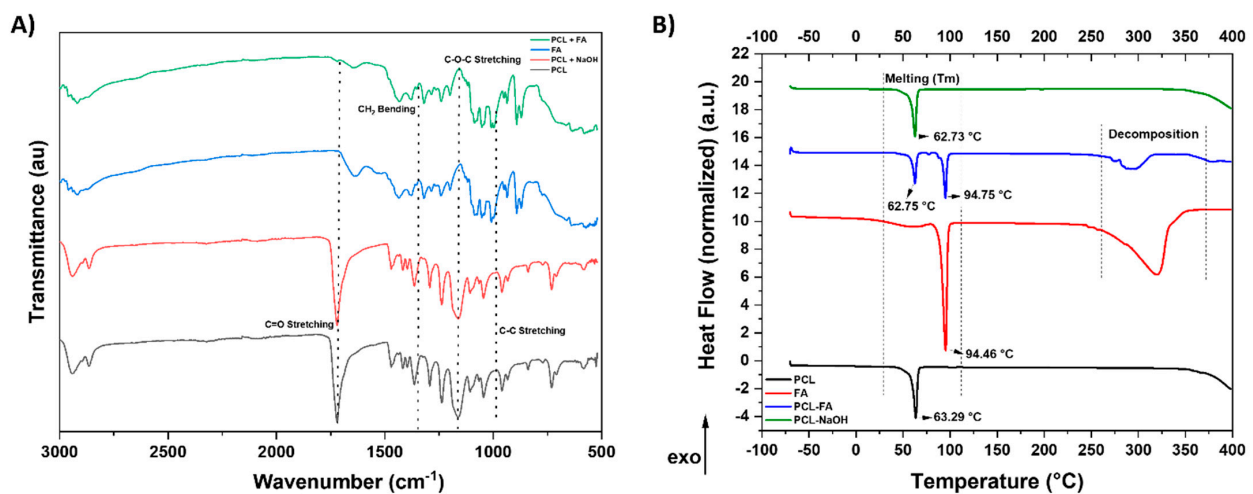 A)
PCL + FA
FA
PCL + NaOH
PCL
C-O-C Stretching
CH₂ Bending
C=O Stretching
C-C Stretching
Transmittance (au)
3000 2500 2000 1500 1000 500
Wavenumber (cm⁻¹)
B)
-100 -50 0 50 100 150 200 250 300 350 400
22
20
18
16
14
12
10
8
6
4
2
0
-2
-4
Heat Flow (normalized) (a.u.)
Melting (Tm)
62.73 °C
Decomposition
62.75 °C
94.75 °C
94.46 °C
63.29 °C
PCL
FA
PCL-FA
PCL-NaOH
exo
-100 -50 0 50 100 150 200 250 300 350 400
Temperature (°C)